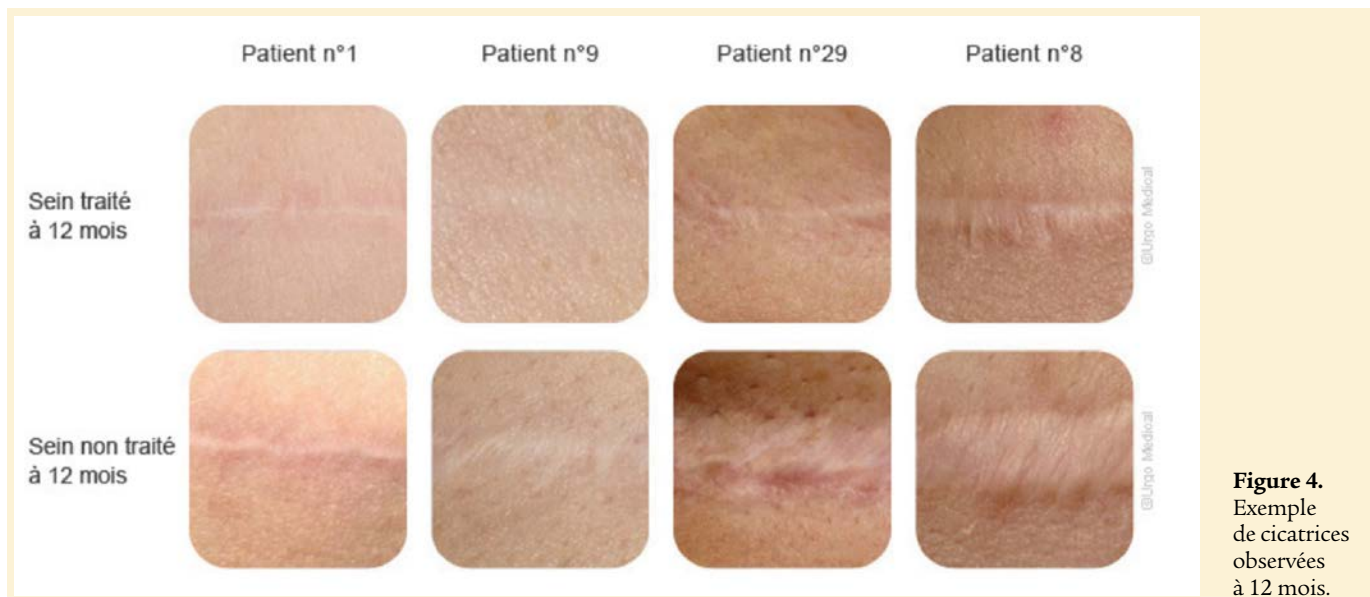 Patient n°1 Patient n°9 Patient n°29 Patient n°8
Sein traité
à 12 mois
@Urgo Medical
Sein non traité
à 12 mois
@Urgo Medical
Figure 4.
Exemple
de cicatrices
observées
à 12 mois.